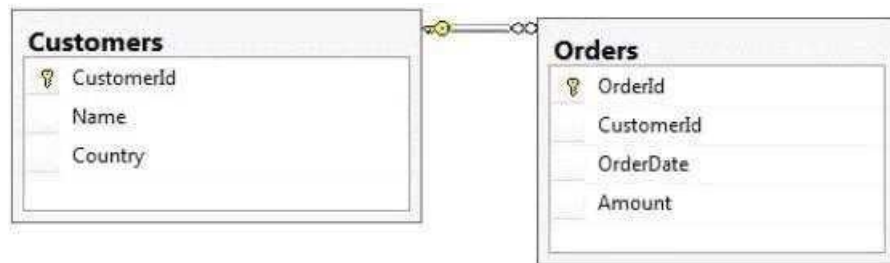 Customers
CustomerId
Name
Country
Orders
OrderId
CustomerId
OrderDate
Amount